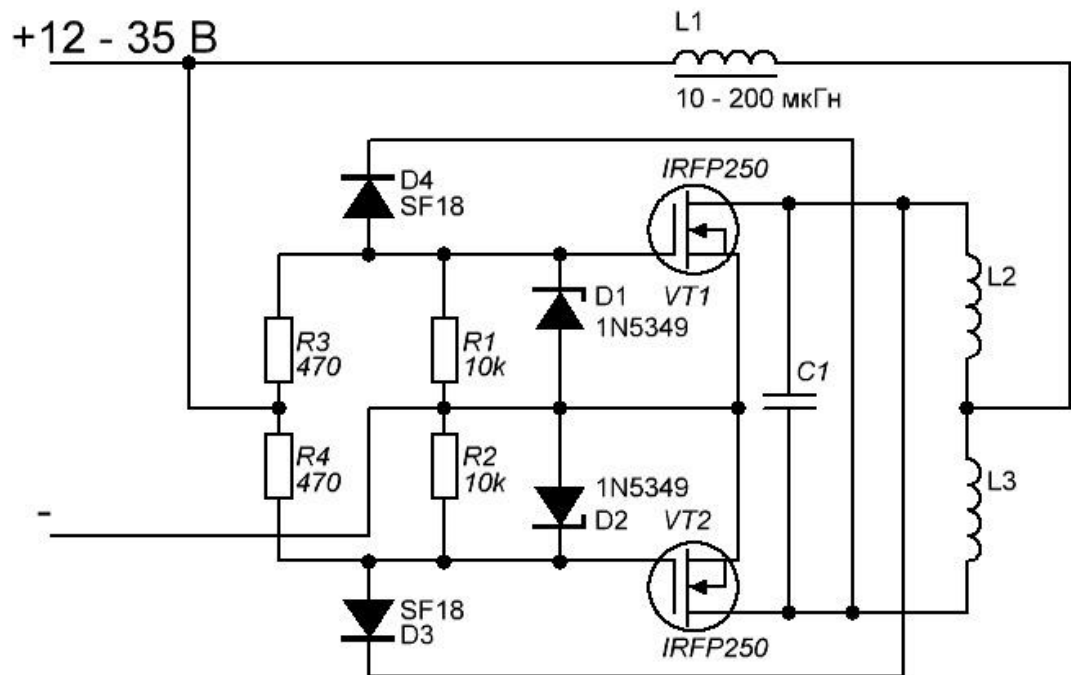 +12 - 35 В
L1
10 - 200 мкГн
IRFP250
D4
SF18
L2
D1
VT1
1N5349
R3
470
R1
10k
C1
R4
470
R2
10k
1N5349
D2
VT2
L3
-
SF18
D3
IRFP250